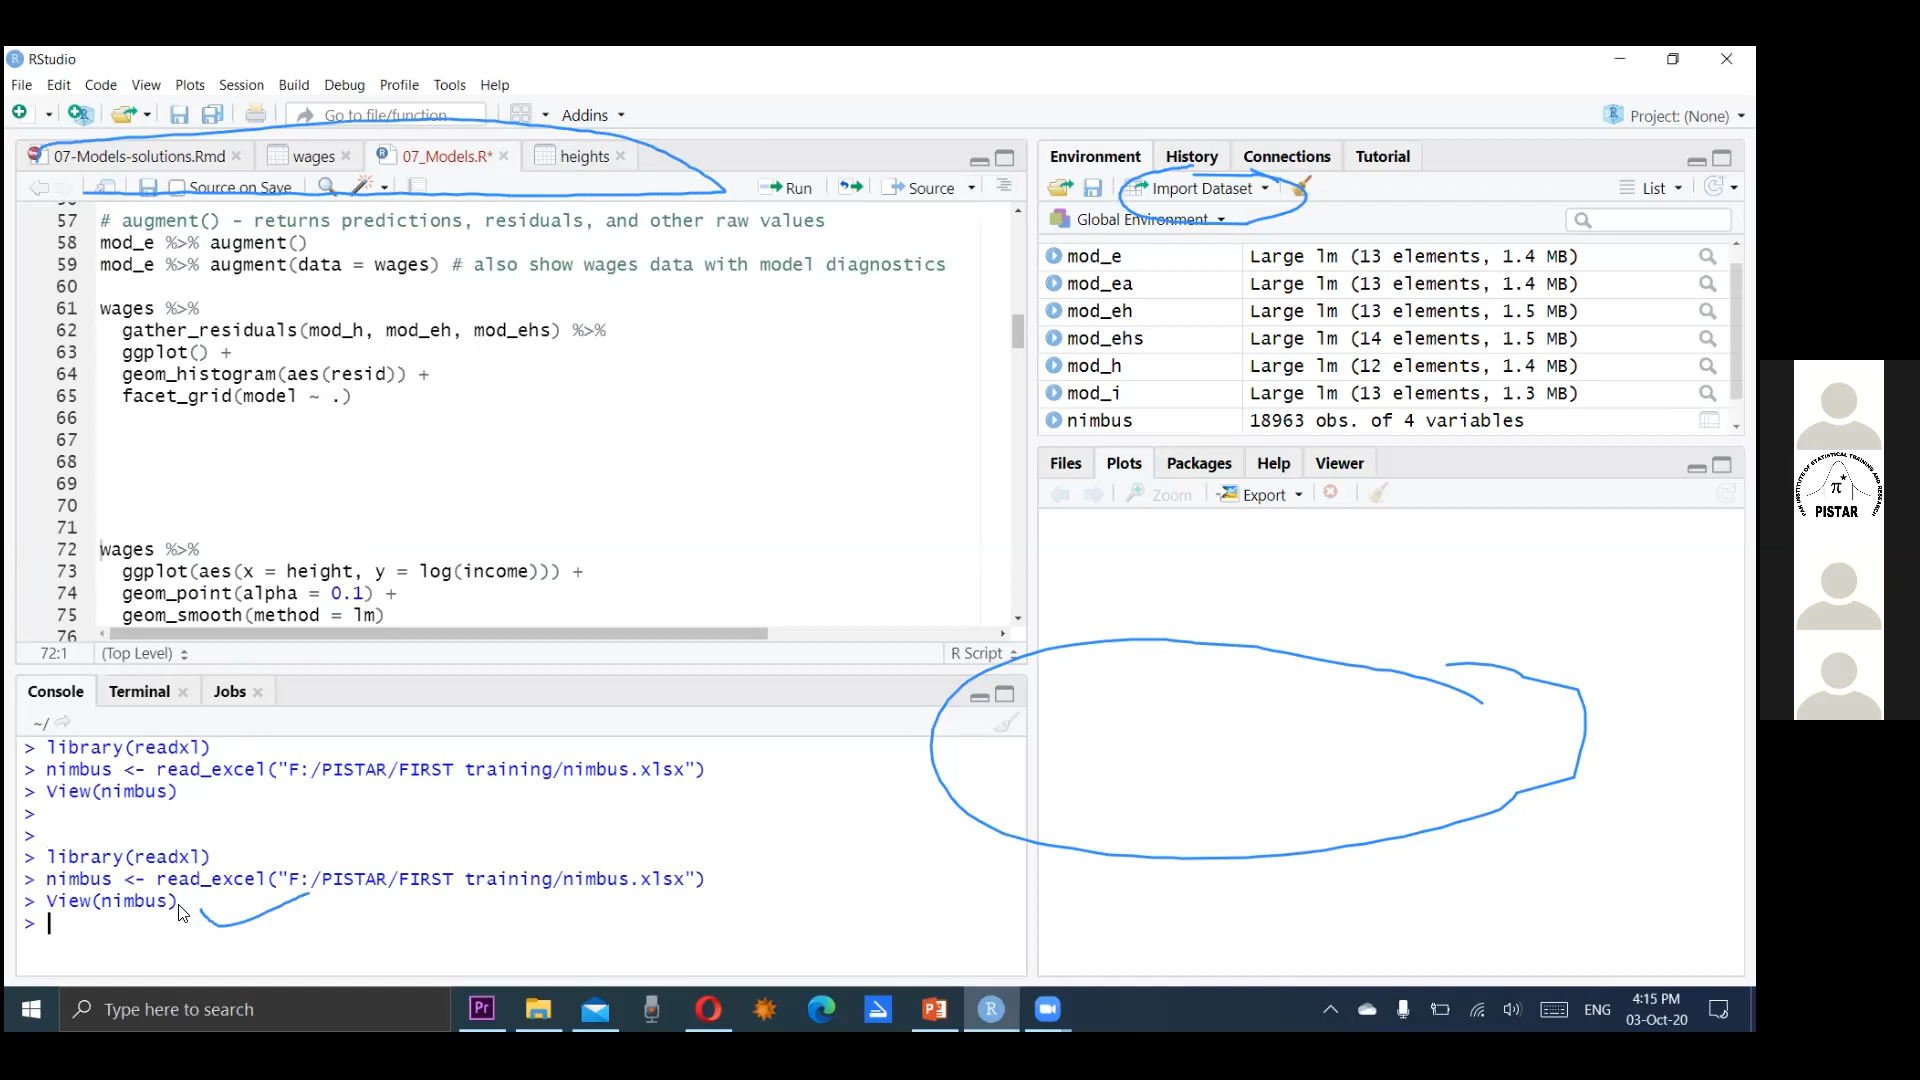 RStudio
File Edit Code View Plots Session Build Debug Profile Tools Help
Go to file/function Addins Project: (None)
07-Models-solutions.Rmd wages 07_Models.R* heights
Source on Save Run Source
57 # augment() - returns predictions, residuals, and other raw values
58 mod_e %>% augment()
59 mod_e %>% augment(data = wages) # also show wages data with model diagnostics
60
61 wages %>%
62 gather_residuals(mod_h, mod_eh, mod_ehs) %>%
63 ggplot() +
64 geom_histogram(aes(resid)) +
65 facet_grid(model ~ .)
66
67
68
69
70
71
72 wages %>%
73 ggplot(aes(x = height, y = log(income))) +
74 geom_point(alpha = 0.1) +
75 geom_smooth(method = lm)
76
72:1 (Top Level) R Script
Console Terminal Jobs
~/
> library(readxl)
> nimbus <- read_excel("F:/PISTAR/FIRST training/nimbus.xlsx")
> View(nimbus)
>
>
> library(readxl)
> nimbus <- read_excel("F:/PISTAR/FIRST training/nimbus.xlsx")
> View(nimbus)
>
Environment History Connections Tutorial
Import Dataset List
Global Environment
mod_e Large lm (13 elements, 1.4 MB)
mod_ea Large lm (13 elements, 1.4 MB)
mod_eh Large lm (13 elements, 1.5 MB)
mod_ehs Large lm (14 elements, 1.5 MB)
mod_h Large lm (12 elements, 1.4 MB)
mod_i Large lm (13 elements, 1.3 MB)
nimbus 18963 obs. of 4 variables
Files Plots Packages Help Viewer
Zoom Export
PAN INSTITUTE OF STATISTICAL TRAINING AND RESEARCH
π*
PISTAR
Type here to search
Pr
ENG
4:15 PM
03-Oct-20